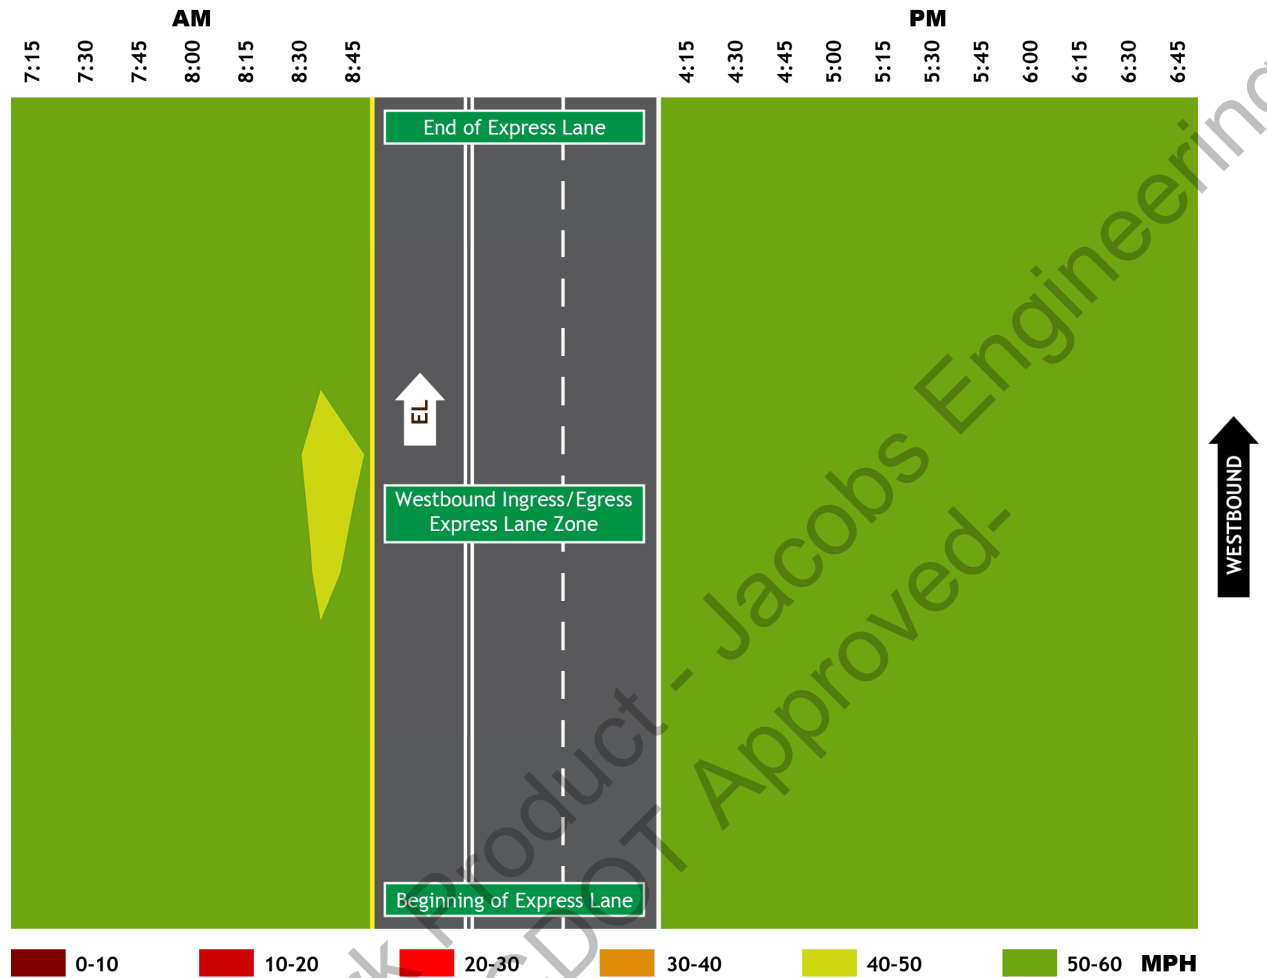 AM
PM
7:15 7:30 7:45 8:00 8:15 8:30 8:45
4:15 4:30 4:45 5:00 5:15 5:30 5:45 6:00 6:15 6:30 6:45
End of Express Lane
EL
Westbound Ingress/Egress
Express Lane Zone
WESTBOUND
Beginning of Express Lane
Product - Jacobs Engineering
DOT Approved-
0-10 10-20 20-30 30-40 40-50 50-60 MPH